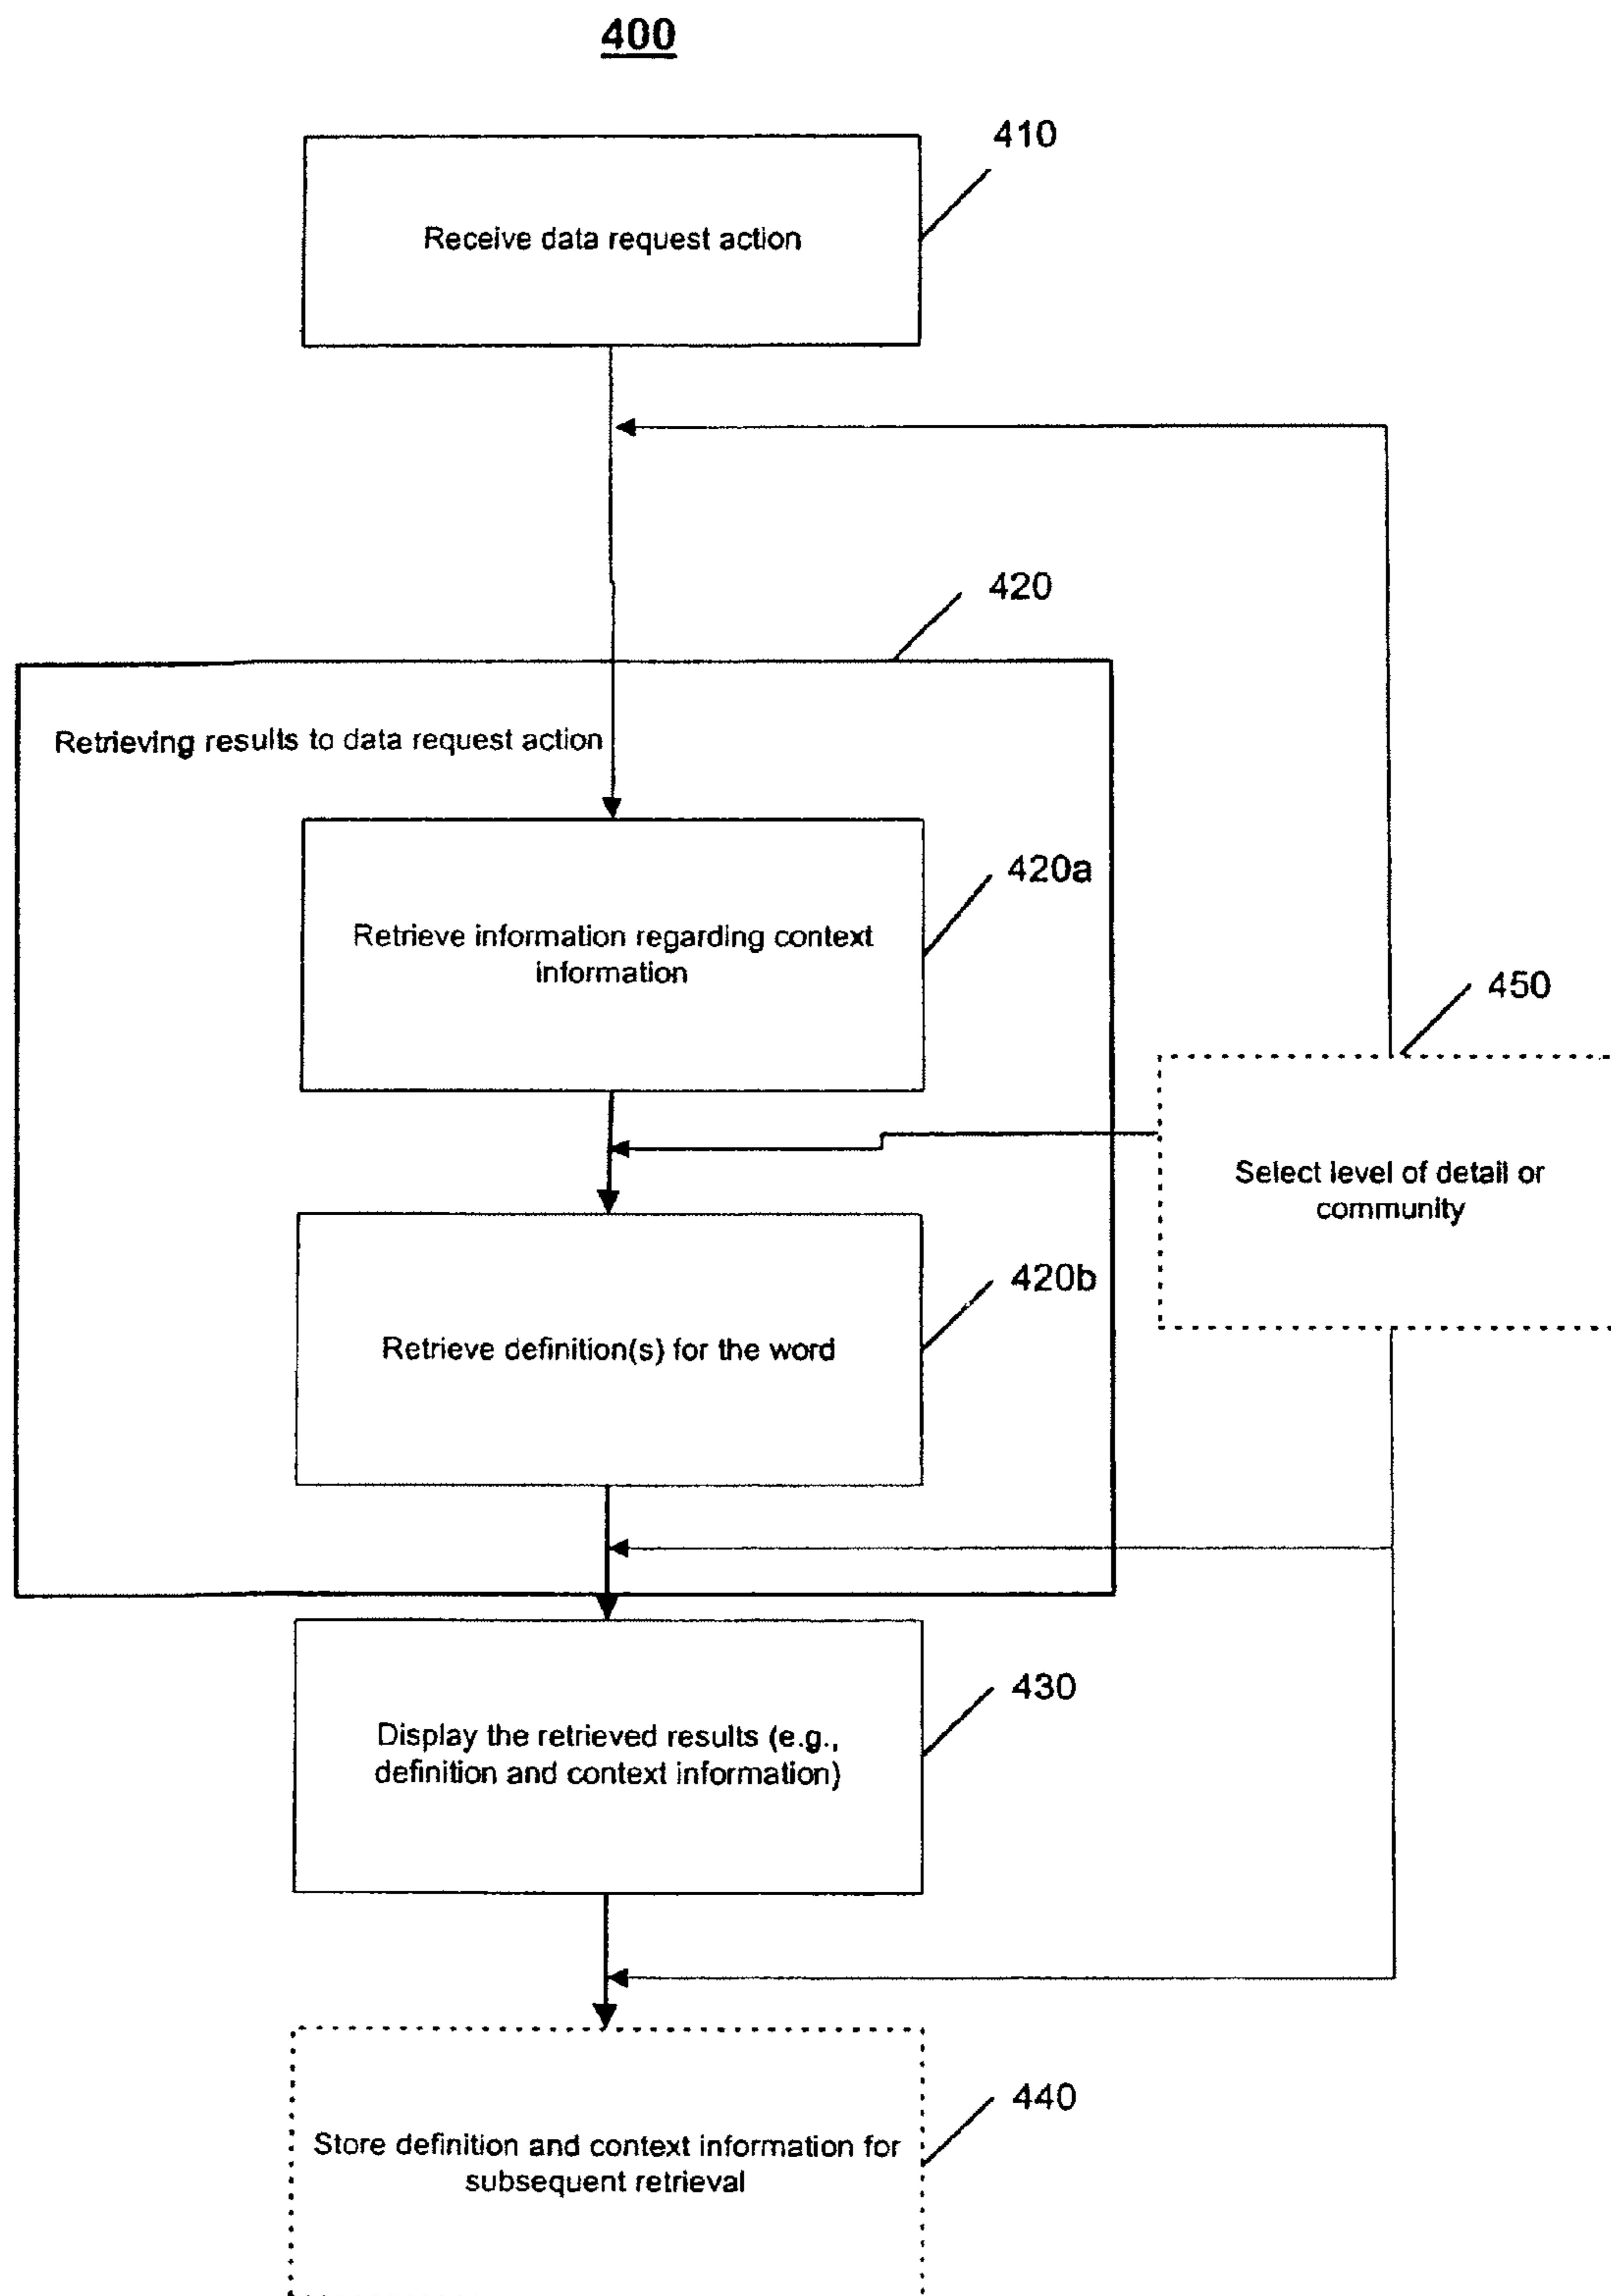 400
410
Receive data request action
420
Retrieving results to data request action
420a
Retrieve information regarding context
information
450
Select level of detail or
community
420b
Retrieve definition(s) for the word
430
Display the retrieved results (e.g.,
definition and context information)
440
Store definition and context information for
subsequent retrieval